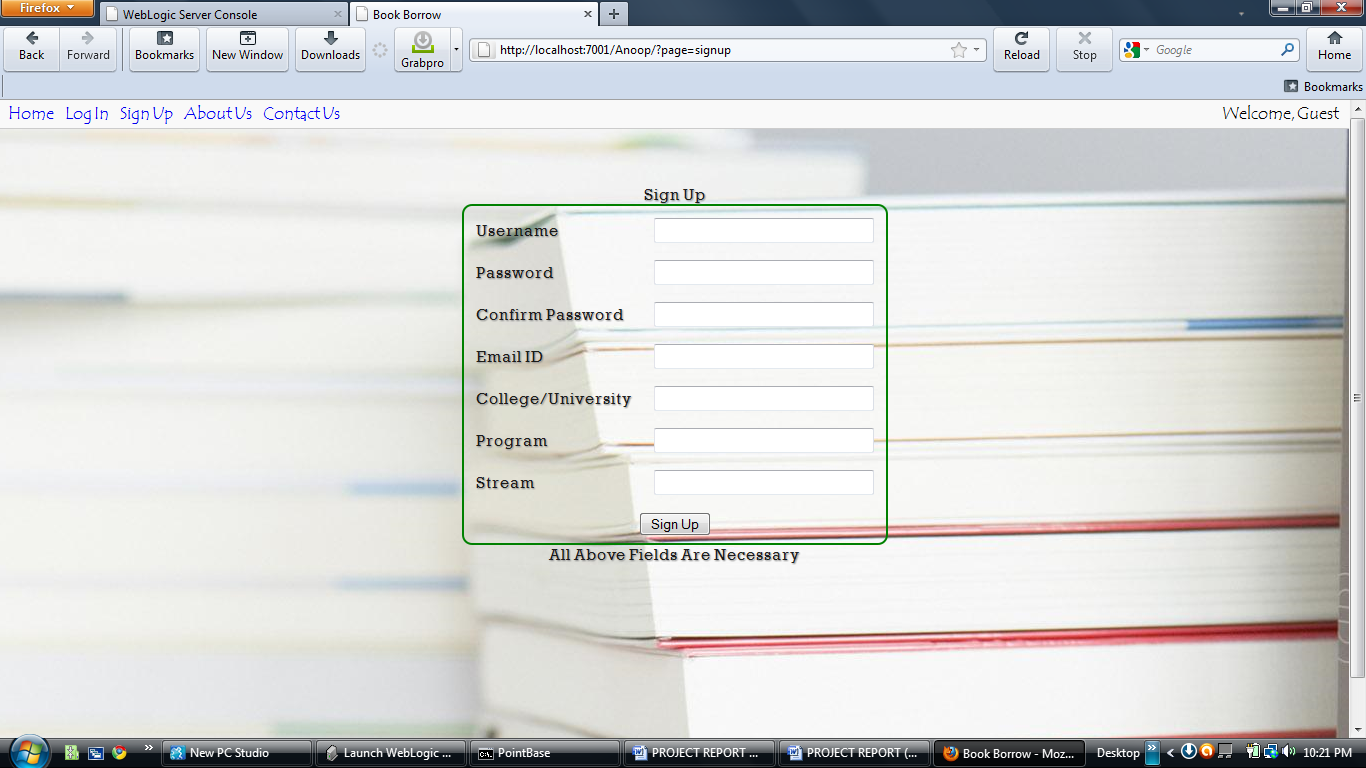 Firefox
WebLogic Server Console
Book Borrow
Back
Forward
Bookmarks
New Window
Downloads
Grabpro
http://localhost:7001/Anoop/?page=signup
Reload
Stop
Google
Home
Bookmarks
Home Log In Sign Up About Us Contact Us
Welcome, Guest
Sign Up
Username
Password
Confirm Password
Email ID
College/University
Program
Stream
Sign Up
All Above Fields Are Necessary
New PC Studio
Launch WebLogic ...
PointBase
PROJECT REPORT ...
PROJECT REPORT (...
Book Borrow - Moz...
Desktop
10:21 PM